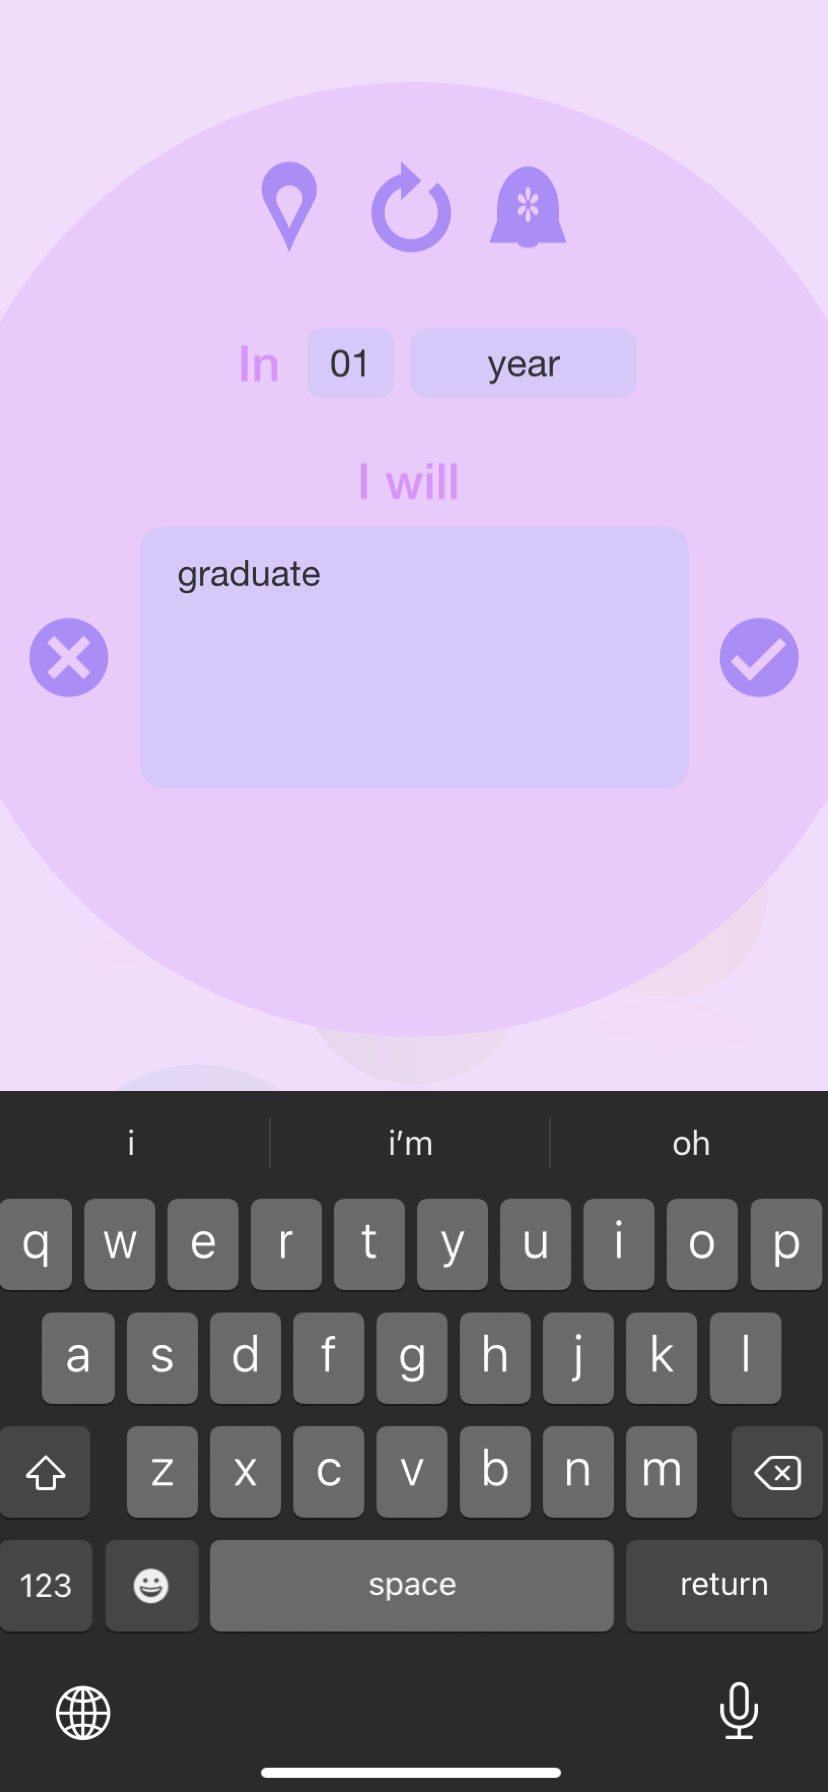 In 01 year
I will
graduate
i i'm oh
q w e r t y u i o p
a s d f g h j k l
z x c v b n m
123 space return